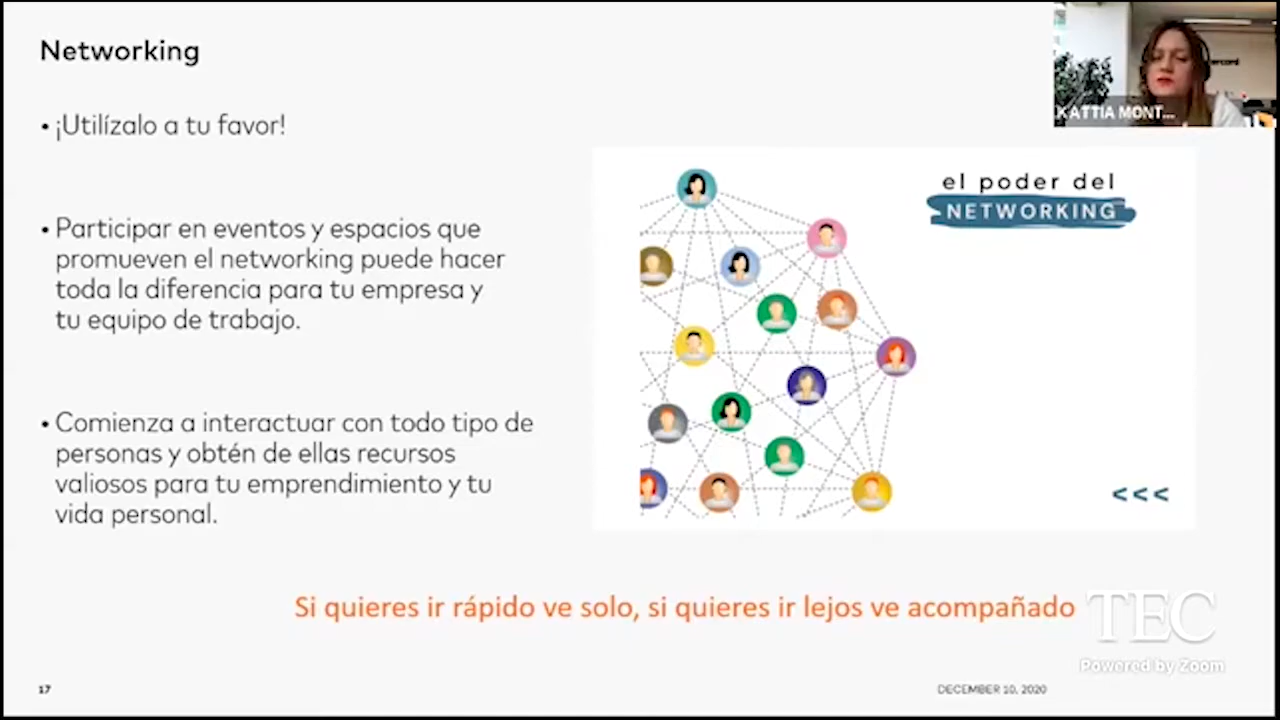 Networking
• ¡Utilízalo a tu favor!
• Participar en eventos y espacios que
promueven el networking puede hacer
toda la diferencia para tu empresa y
tu equipo de trabajo.
• Comienza a interactuar con todo tipo de
personas y obtén de ellas recursos
valiosos para tu emprendimiento y tu
vida personal.
KATTIA MONT...
el poder del
NETWORKING
<<<
Si quieres ir rápido ve solo, si quieres ir lejos ve acompañado
TEC
Powered by Zoom
17
DECEMBER 10, 2020